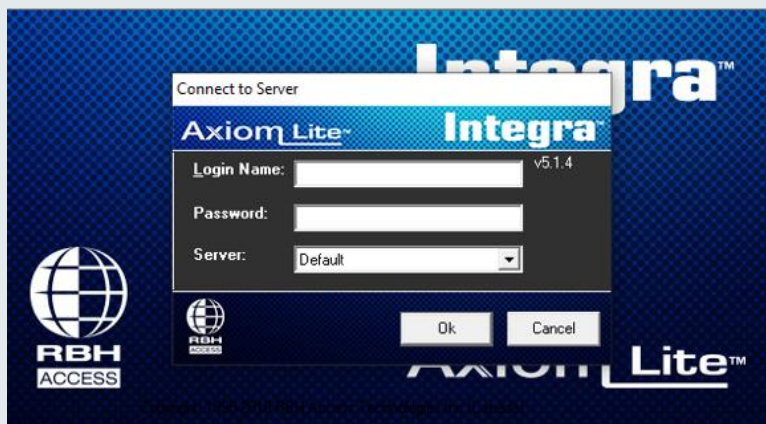 Integra™
Connect to Server
Axiom Lite™
Integra™
v5.1.4
Login Name:
Password:
Server:
Default
RBH
ACCESS
Ok
Cancel
RBH
ACCESS
Lite™